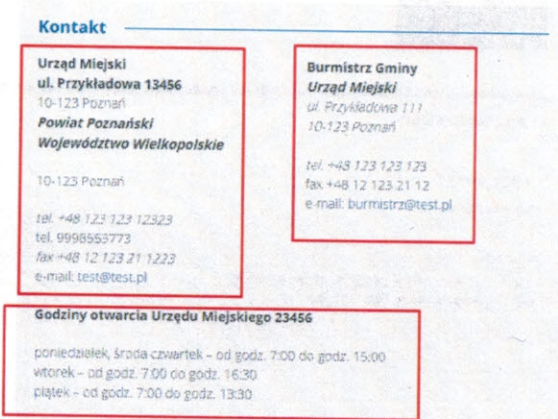 Kontakt
Urząd Miejski
ul. Przykładowa 13456
10-123 Poznań
Powiat Poznański
Województwo Wielkopolskie
10-123 Poznań
tel. +48 123 123 12323
tel. 9998553773
fax +48 12 123 21 1223
e-mail: test@test.pl
Burmistrz Gminy
Urząd Miejski
ul. Przykładowa 111
10-123 Poznań
tel. +48 123 123 123
fax +48 12 123 21 12
e-mail: burmistrz@test.pl
Godziny otwarcia Urzędu Miejskiego 23456
poniedziałek, środa czwartek – od godz. 7:00 do godz. 15:00
wtorek – od godz. 7:00 do godz. 16:30
piątek – od godz. 7:00 do godz. 13:30